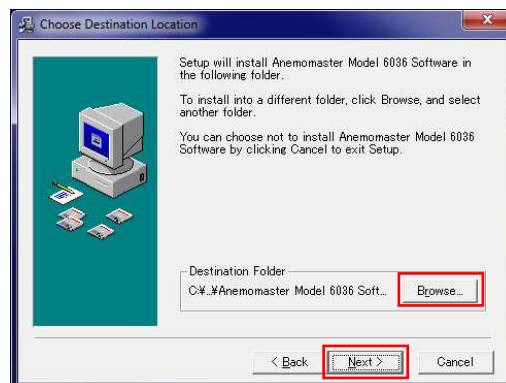 Choose Destination Location
Setup will install Anemomaster Model 6036 Software in
the following folder.
To install into a different folder, click Browse, and select
another folder.
You can choose not to install Anemomaster Model 6036
Software by clicking Cancel to exit Setup.
Destination Folder
C:¥..¥Anemomaster Model 6036 Soft...
Browse...
< Back
Next >
Cancel